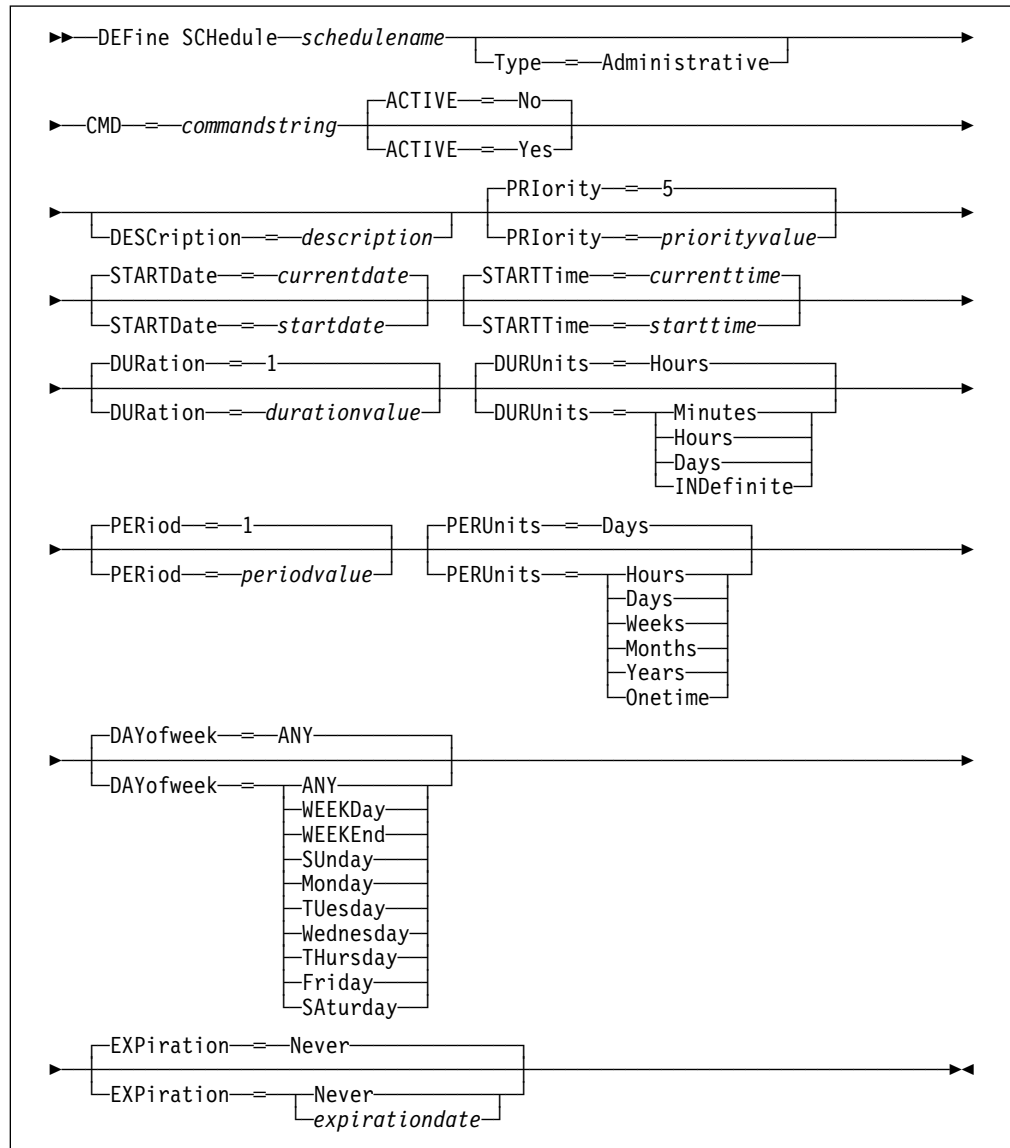 DEFine SCHedule schedulename
Type = Administrative
ACTIVE = No
CMD = commandstring
ACTIVE = Yes
PRIority = 5
DESCription = description
PRIority = priorityvalue
STARTDate = currentdate STARTTime = currenttime
STARTDate = startdate STARTTime = starttime
DURation = 1 DURUnits = Hours
DURation = durationvalue DURUnits = Minutes
Hours
Days
INDefinite
PERiod = 1 PERUnits = Days
PERiod = periodvalue PERUnits = Hours
Days
Weeks
Months
Years
Onetime
DAYofweek = ANY
DAYofweek = ANY
WEEKDay
WEEKEnd
SUnday
Monday
TUesday
Wednesday
THursday
Friday
SAturday
EXPiration = Never
EXPiration = Never
expirationdate